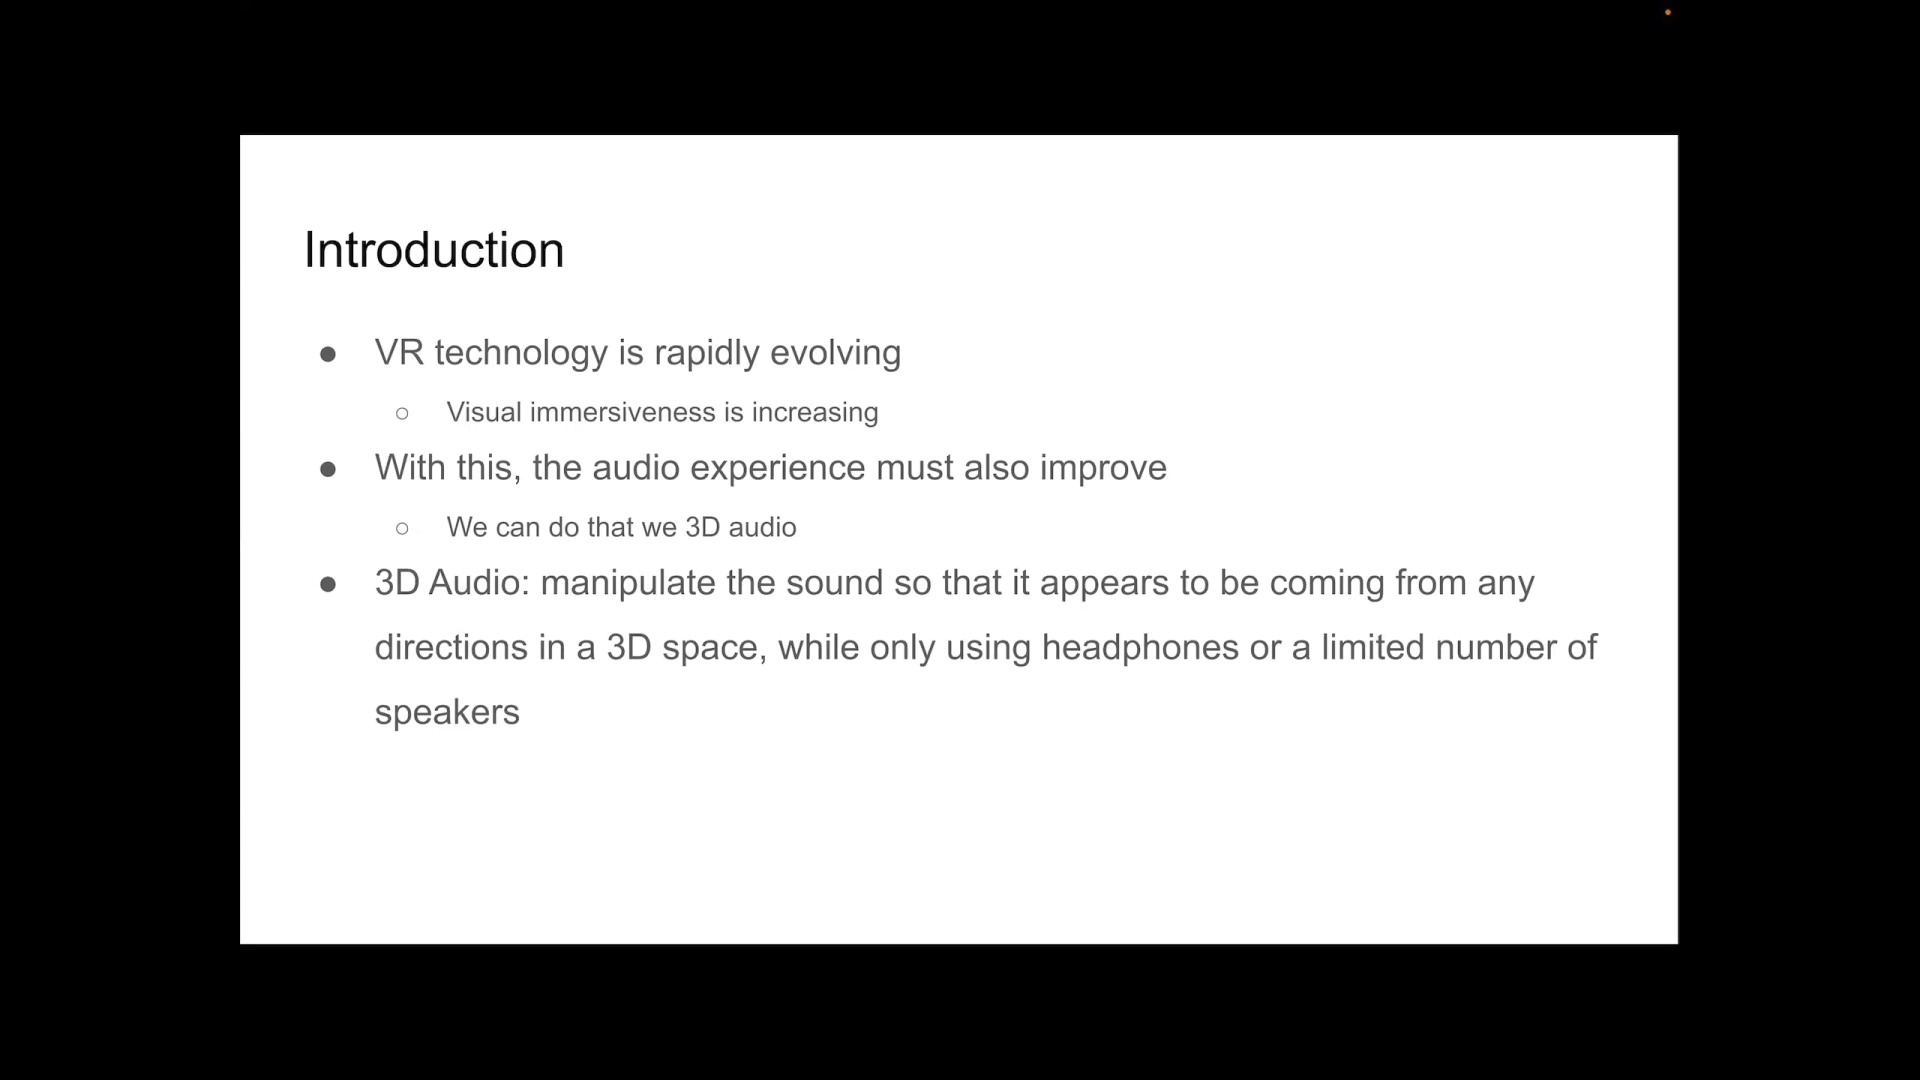 Introduction
● VR technology is rapidly evolving
○ Visual immersiveness is increasing
● With this, the audio experience must also improve
○ We can do that we 3D audio
● 3D Audio: manipulate the sound so that it appears to be coming from any
directions in a 3D space, while only using headphones or a limited number of
speakers